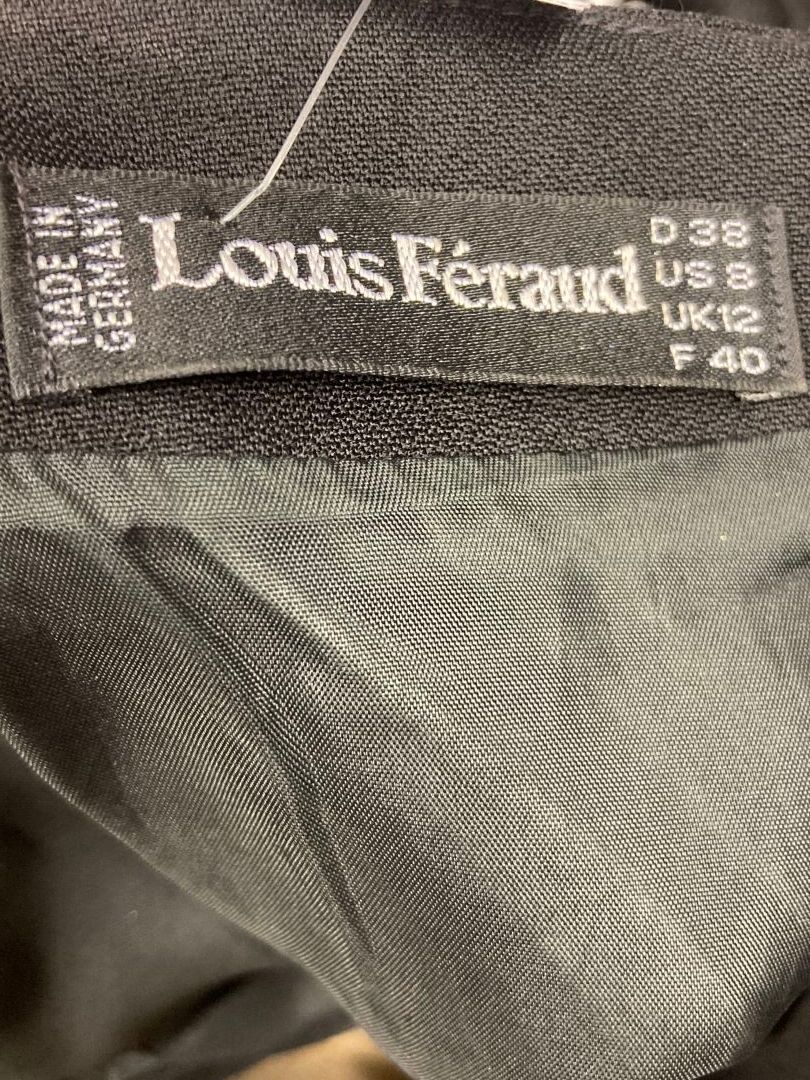 MADE IN
GERMANY
Louis Féraud
D 38
US 8
UK12
F 40